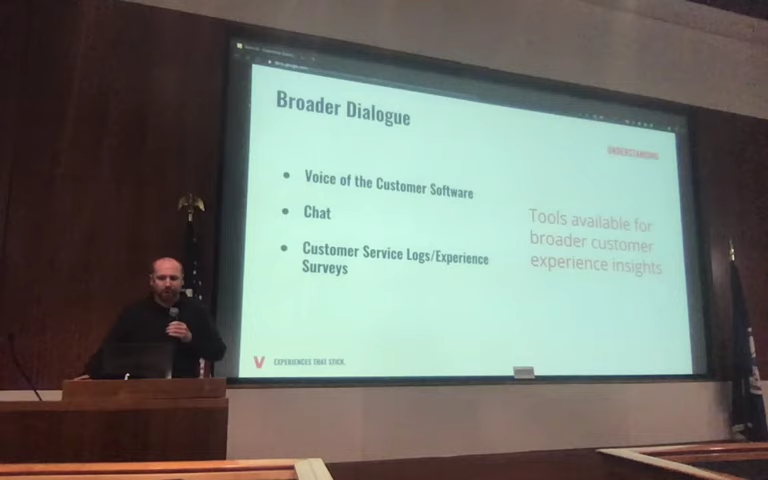 Broader Dialogue
UNDERSTANDING
Voice of the Customer Software
Chat
Customer Service Logs/Experience
Surveys
Tools available for
broader customer
experience insights
V EXPERIENCES THAT STICK.